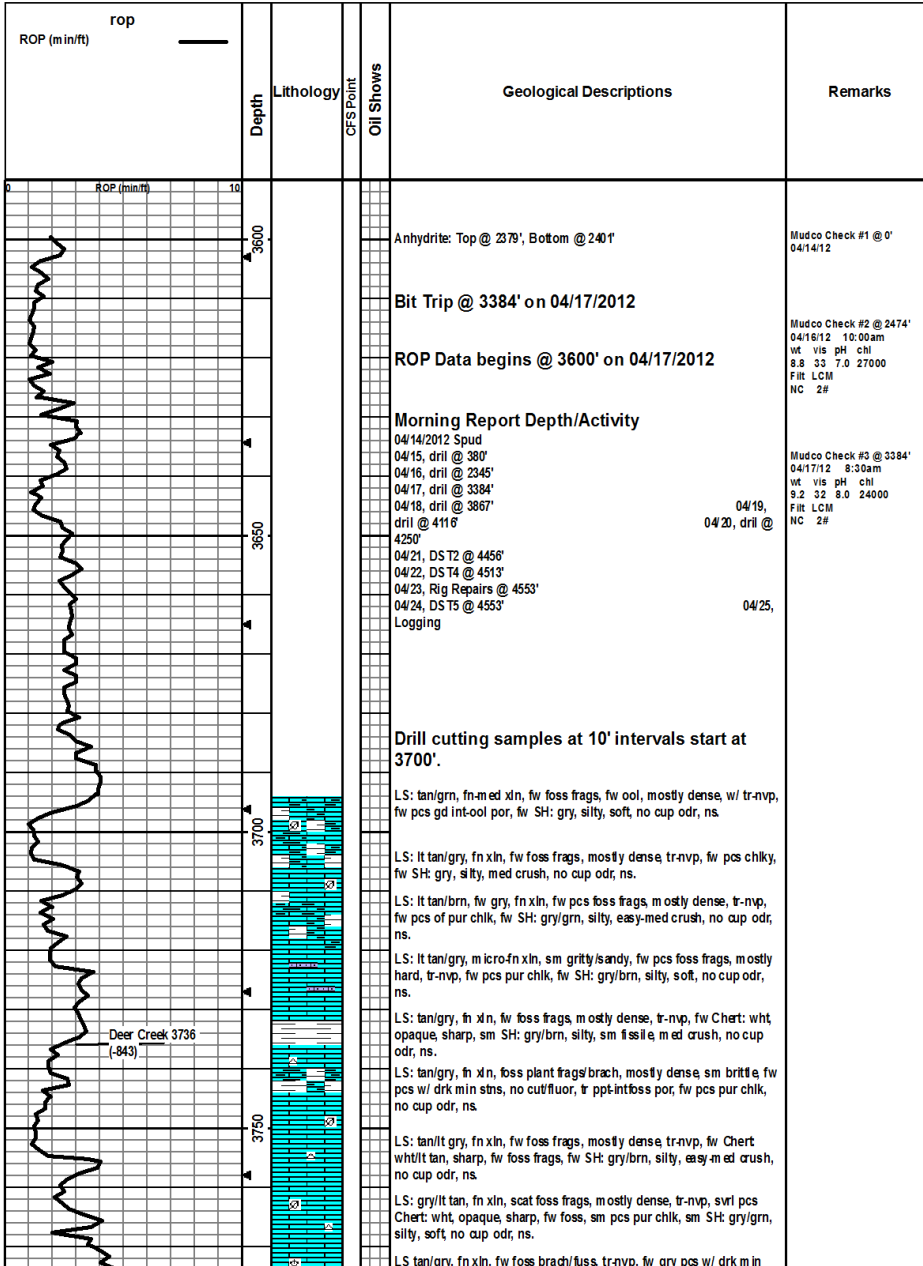 rop
ROP (min/ft)
Depth
Lithology
CFS Point
Oil Shows
Geological Descriptions
Remarks
0 ROP (min/ft) 10
3600
3650
3700
3750
Deer Creek 3736
(-843)
Anhydrite: Top @ 2379', Bottom @ 2401'
Bit Trip @ 3384' on 04/17/2012
ROP Data begins @ 3600' on 04/17/2012
Morning Report Depth/Activity
04/14/2012 Spud
04/15, dril @ 380'
04/16, dril @ 2345'
04/17, dril @ 3384'
04/18, dril @ 3867' 04/19,
dril @ 4116' 04/20, dril @
4250'
04/21, DST2 @ 4456'
04/22, DST4 @ 4513'
04/23, Rig Repairs @ 4553'
04/24, DST5 @ 4553' 04/25,
Logging
Drill cutting samples at 10' intervals start at
3700'.
LS: tan/grn, fn-med xln, fw foss frags, fw ool, mostly dense, w/ tr-nvp,
fw pcs gd int-ool por, fw SH: gry, silty, soft, no cup odr, ns.
LS: lt tan/gry, fn xln, fw foss frags, mostly dense, tr-nvp, fw pcs chlky,
fw SH: gry, silty, med crush, no cup odr, ns.
LS: lt tan/brn, fw gry, fn xln, fw pcs foss frags, mostly dense, tr-nvp,
fw pcs of pur chlk, fw SH: gry/grn, silty, easy-med crush, no cup odr,
ns.
LS: lt tan/gry, micro-fn xln, sm gritty/sandy, fw pcs foss frags, mostly
hard, tr-nvp, fw pcs pur chlk, fw SH: gry/brn, silty, soft, no cup odr,
ns.
LS: tan/gry, fn xln, fw foss frags, mostly dense, tr-nvp, fw Chert: wht,
opaque, sharp, sm SH: gry/brn, silty, sm fissile, med crush, no cup
odr, ns.
LS: tan/gry, fn xln, foss plant frags/brach, mostly dense, sm brittle, fw
pcs w/ drk min stns, no cut/fluor, tr ppt-intfoss por, fw pcs pur chlk,
no cup odr, ns.
LS: tan/lt gry, fn xln, fw foss frags, mostly dense, tr-nvp, fw Chert:
wht/lt tan, sharp, fw foss frags, fw SH: gry/brn, silty, easy-med crush,
no cup odr, ns.
LS: gry/lt tan, fn xln, scat foss frags, mostly dense, tr-nvp, svrl pcs
Chert: wht, opaque, sharp, fw foss, sm pcs pur chlk, sm SH: gry/grn,
silty, soft, no cup odr, ns.
LS tan/gry, fn xln, fw foss brach/fuss, tr-nvp, fw gry pcs w/ drk min
Mudco Check #1 @ 0'
04/14/12
Mudco Check #2 @ 2474'
04/16/12 10:00am
wt vis pH chl
8.8 33 7.0 27000
Filt LCM
NC 2#
Mudco Check #3 @ 3384'
04/17/12 8:30am
wt vis pH chl
9.2 32 8.0 24000
Filt LCM
NC 2#